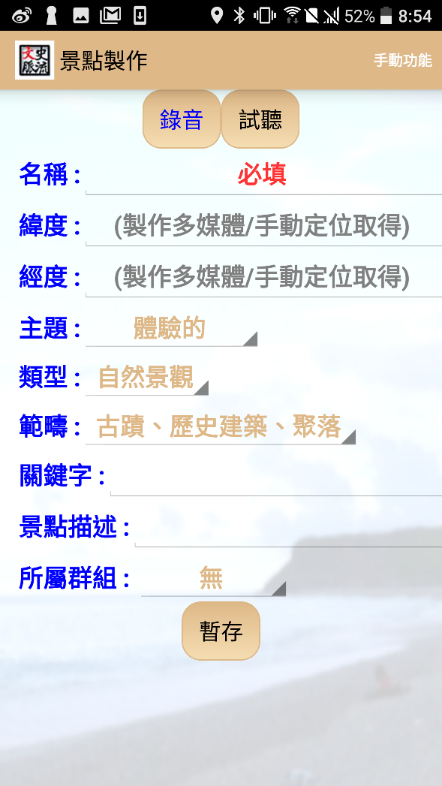 52% 8:54
文史脈流 景點製作 手動功能
錄音 試聽
名稱 : 必填
緯度 : (製作多媒體/手動定位取得)
經度 : (製作多媒體/手動定位取得)
主題 : 體驗的
類型 : 自然景觀
範疇 : 古蹟、歷史建築、聚落
關鍵字 :
景點描述 :
所屬群組 : 無
暫存